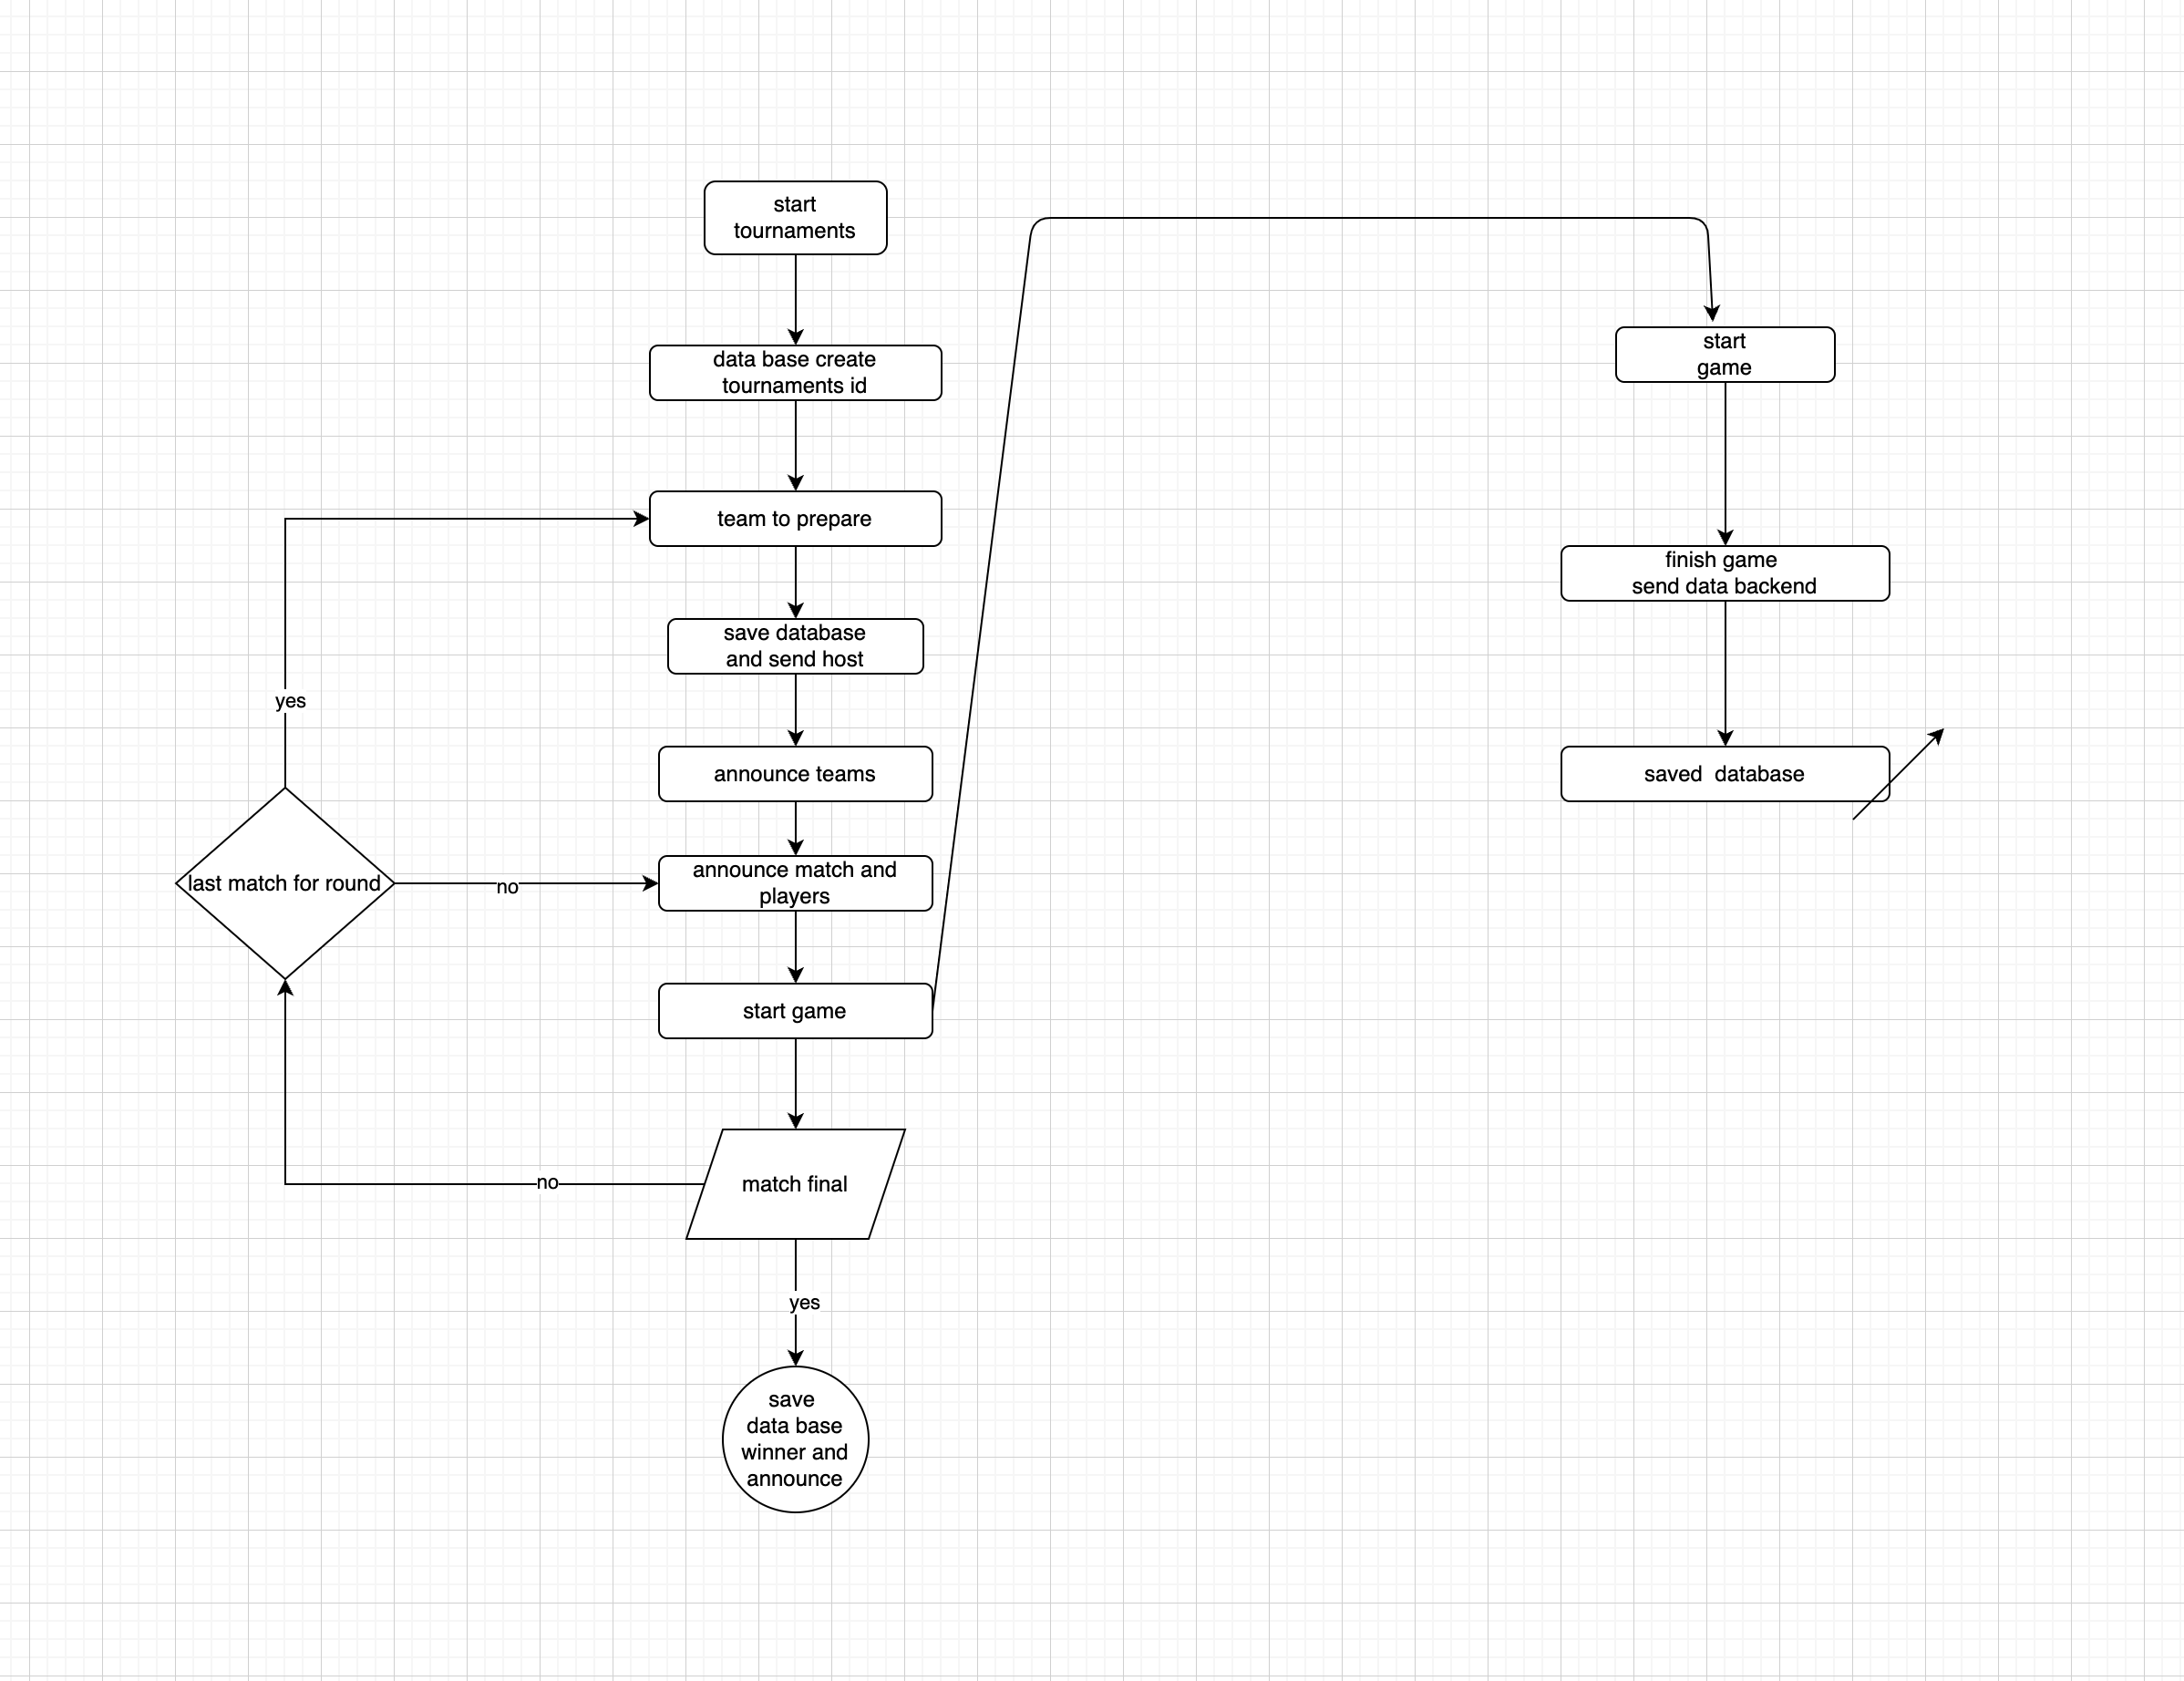 start
tournaments
data base create
tournaments id
team to prepare
save database
and send host
announce teams
announce match and
players
start game
match final
yes
save
data base
winner and
announce
no
last match for round
yes
no
start
game
finish game
send data backend
saved  database